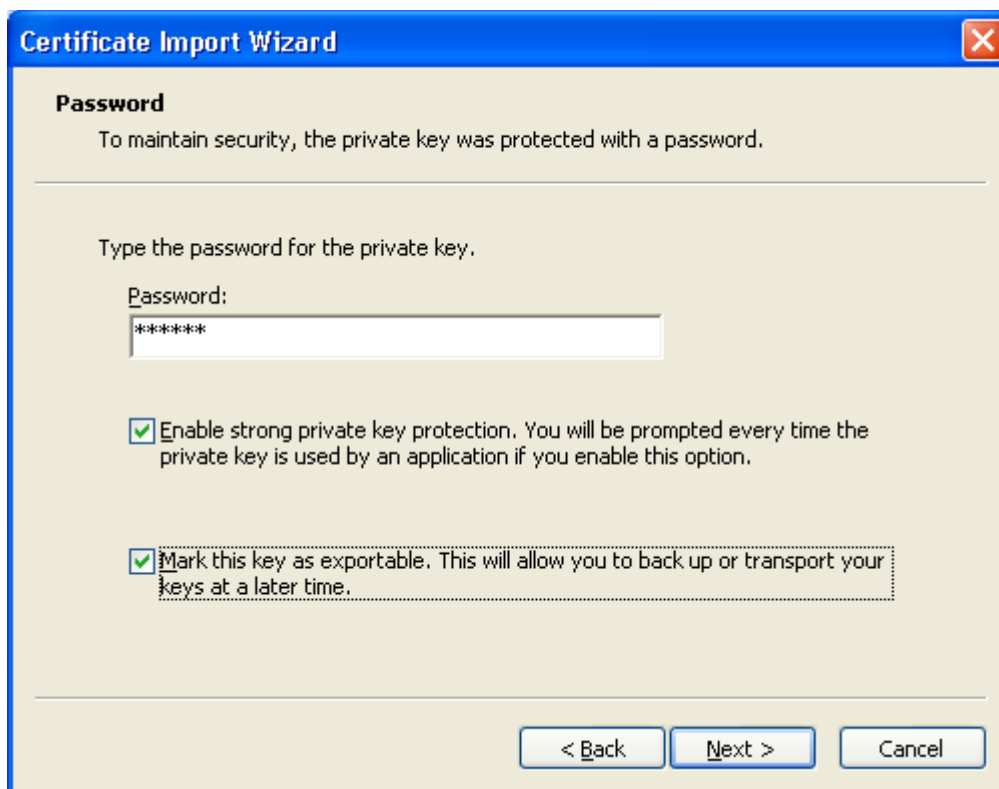 Certificate Import Wizard
Password
To maintain security, the private key was protected with a password.
Type the password for the private key.
Password:
******
Enable strong private key protection. You will be prompted every time the
private key is used by an application if you enable this option.
Mark this key as exportable. This will allow you to back up or transport your
keys at a later time.
< Back Next > Cancel